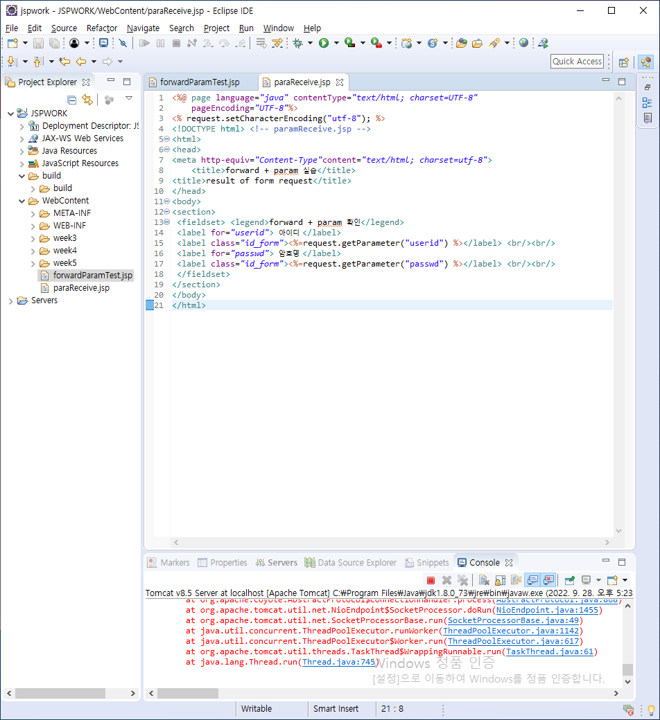 jspwork - JSPWORK/WebContent/paraReceive.jsp - Eclipse IDE
File Edit Source Refactor Navigate Search Project Run Window Help
Quick Access
Project Explorer
JSPWORK
Deployment Descriptor: JS
JAX-WS Web Services
Java Resources
JavaScript Resources
build
build
WebContent
META-INF
WEB-INF
week3
week4
week5
forwardParamTest.jsp
paraReceive.jsp
Servers
forwardParamTest.jsp paraReceive.jsp
1 <%@ page language="java" contentType="text/html; charset=UTF-8"
2 pageEncoding="UTF-8"%>
3 <% request.setCharacterEncoding("utf-8"); %>
4 <!DOCTYPE html> <!-- paramReceive.jsp -->
5 <html>
6 <head>
7 <meta http-equiv="Content-Type"content="text/html; charset=utf-8">
8 <title>forward + param 실습</title>
9 <title>result of form request</title>
10 </head>
11 <body>
12 <section>
13 <fieldset> <legend>forward + param 확인</legend>
14 <label for="userid"> 아이디 </label>
15 <label class="id_form"><%=request.getParameter("userid") %></label> <br/><br/>
16 <label for="passwd"> 암호명 </label>
17 <label class="id_form"><%=request.getParameter("passwd") %></label> <br/><br/>
18 </fieldset>
19 </section>
20 </body>
21 </html>
Markers Properties Servers Data Source Explorer Snippets Console
Tomcat v8.5 Server at localhost [Apache Tomcat] C:₩Program Files₩Java₩jdk1.8.0_73₩jre₩bin₩javaw.exe (2022. 9. 28. 오후 5:23
at org.apache.coyote.AbstractProtocol$ConnectionHandler.process(AbstractProtocol.java:868)
at org.apache.tomcat.util.net.NioEndpoint$SocketProcessor.doRun(NioEndpoint.java:1455)
at org.apache.tomcat.util.net.SocketProcessorBase.run(SocketProcessorBase.java:49)
at java.util.concurrent.ThreadPoolExecutor.runWorker(ThreadPoolExecutor.java:1142)
at java.util.concurrent.ThreadPoolExecutor$Worker.run(ThreadPoolExecutor.java:617)
at org.apache.tomcat.util.threads.TaskThread$WrappingRunnable.run(TaskThread.java:61)
at java.lang.Thread.run(Thread.java:745)
Windows 정품 인증
[설정]으로 이동하여 Windows를 정품 인증합니다.
Writable Smart Insert 21 : 8